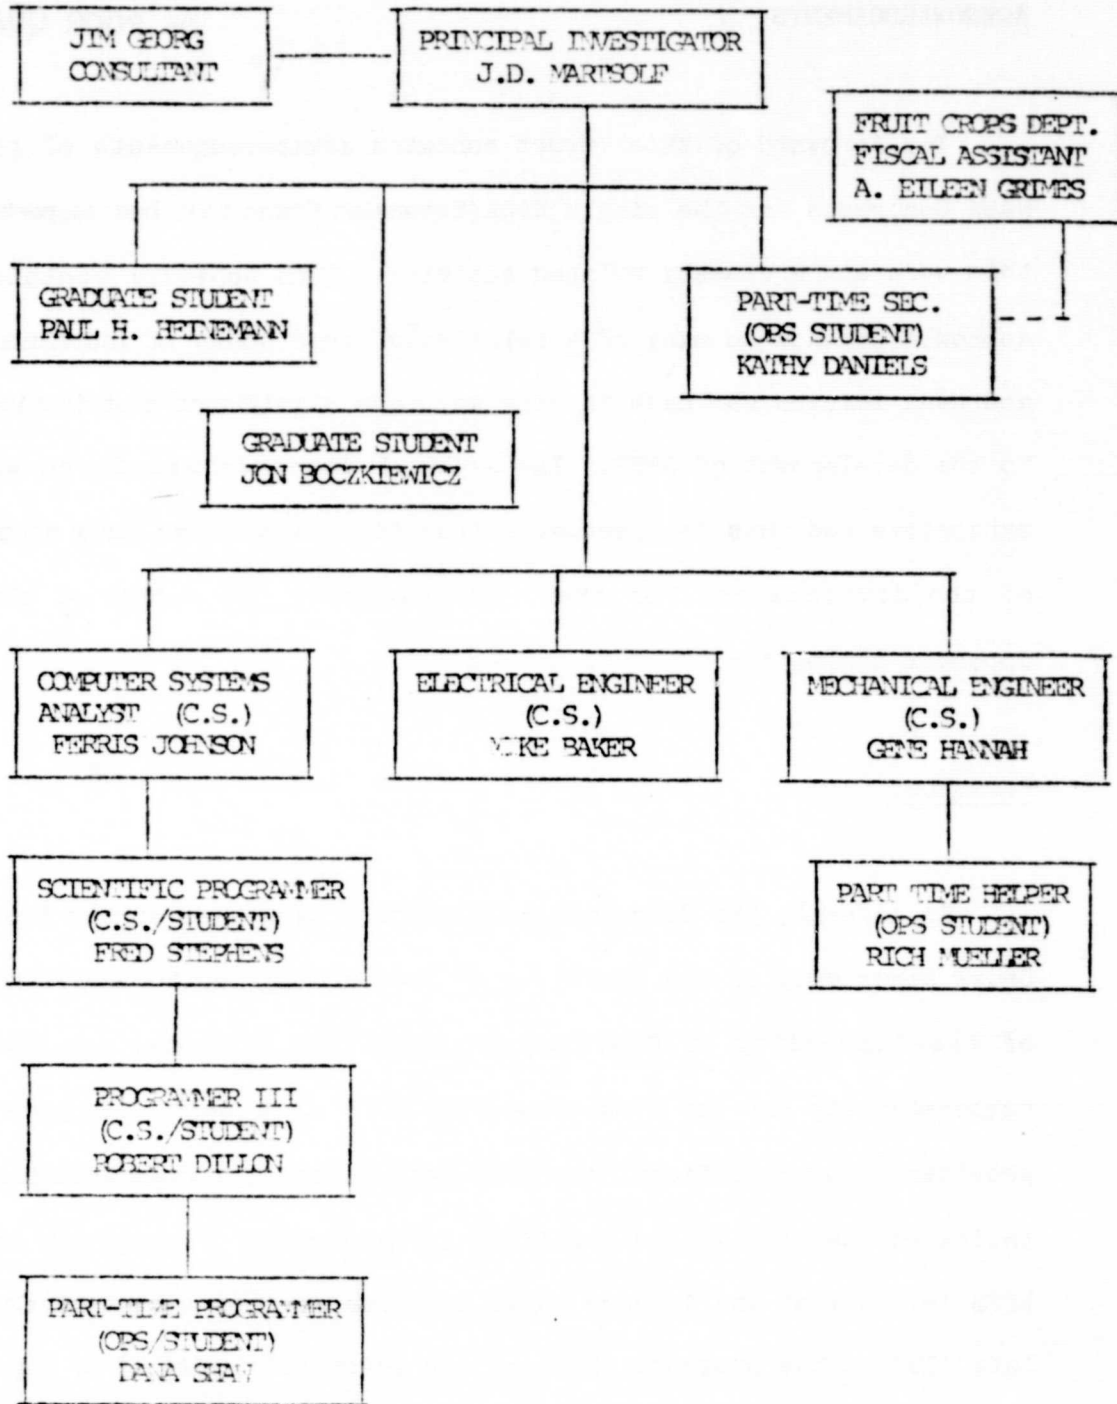 JIM GEORG
CONSULTANT
PRINCIPAL INVESTIGATOR
J.D. MARTSOLF
FRUIT CROPS DEPT.
FISCAL ASSISTANT
A. EILEEN GRIMES
GRADUATE STUDENT
PAUL H. HEINEMANN
PART-TIME SEC.
(OPS STUDENT)
KATHY DANIELS
GRADUATE STUDENT
JON BOCZKIEWICZ
COMPUTER SYSTEMS
ANALYST (C.S.)
FERRIS JOHNSON
ELECTRICAL ENGINEER
(C.S.)
MIKE BAKER
MECHANICAL ENGINEER
(C.S.)
GENE HANNAH
SCIENTIFIC PROGRAMMER
(C.S./STUDENT)
FRED STEPHENS
PART TIME HELPER
(OPS STUDENT)
RICH MUELLER
PROGRAMMER III
(C.S./STUDENT)
ROBERT DILLON
PART-TIME PROGRAMMER
(OPS/STUDENT)
DANA SHAW